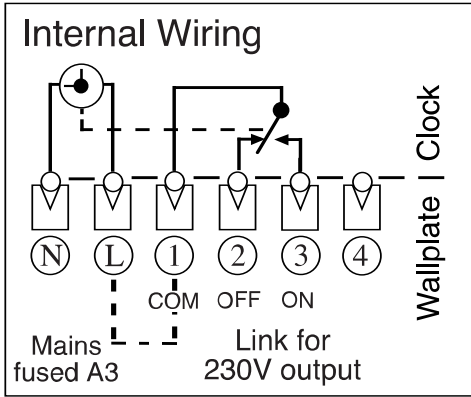 Internal Wiring
Clock
Wallplate
N L 1 2 3 4
COM OFF ON
Mains
fused A3
Link for
230V output